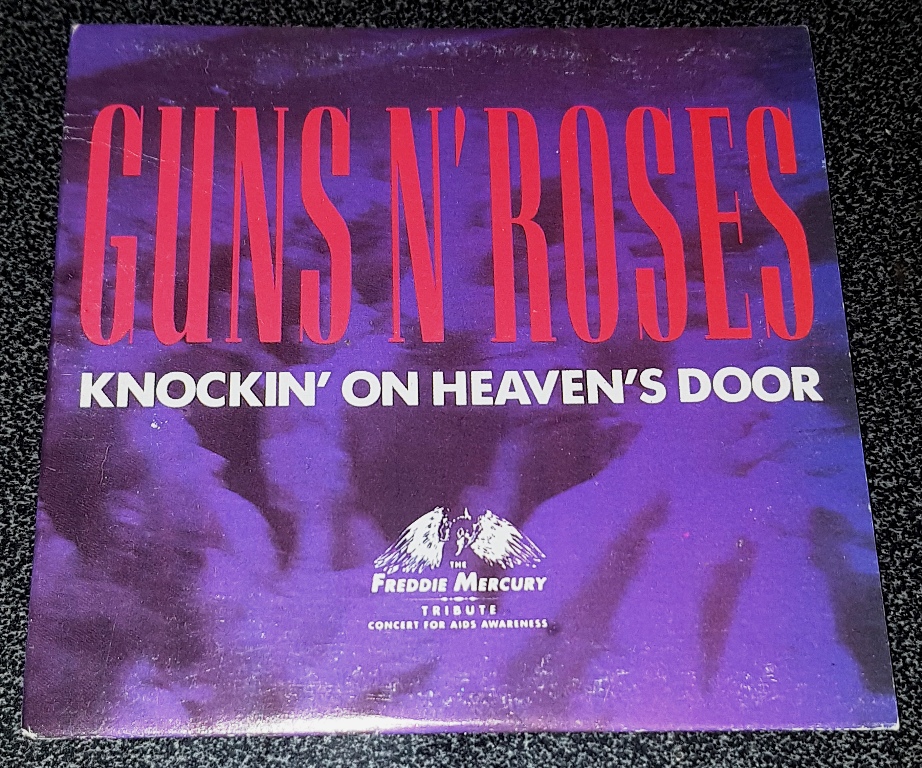 GUNS N' ROSES
KNOCKIN' ON HEAVEN'S DOOR
THE
FREDDIE MERCURY
TRIBUTE
CONCERT FOR AIDS AWARENESS